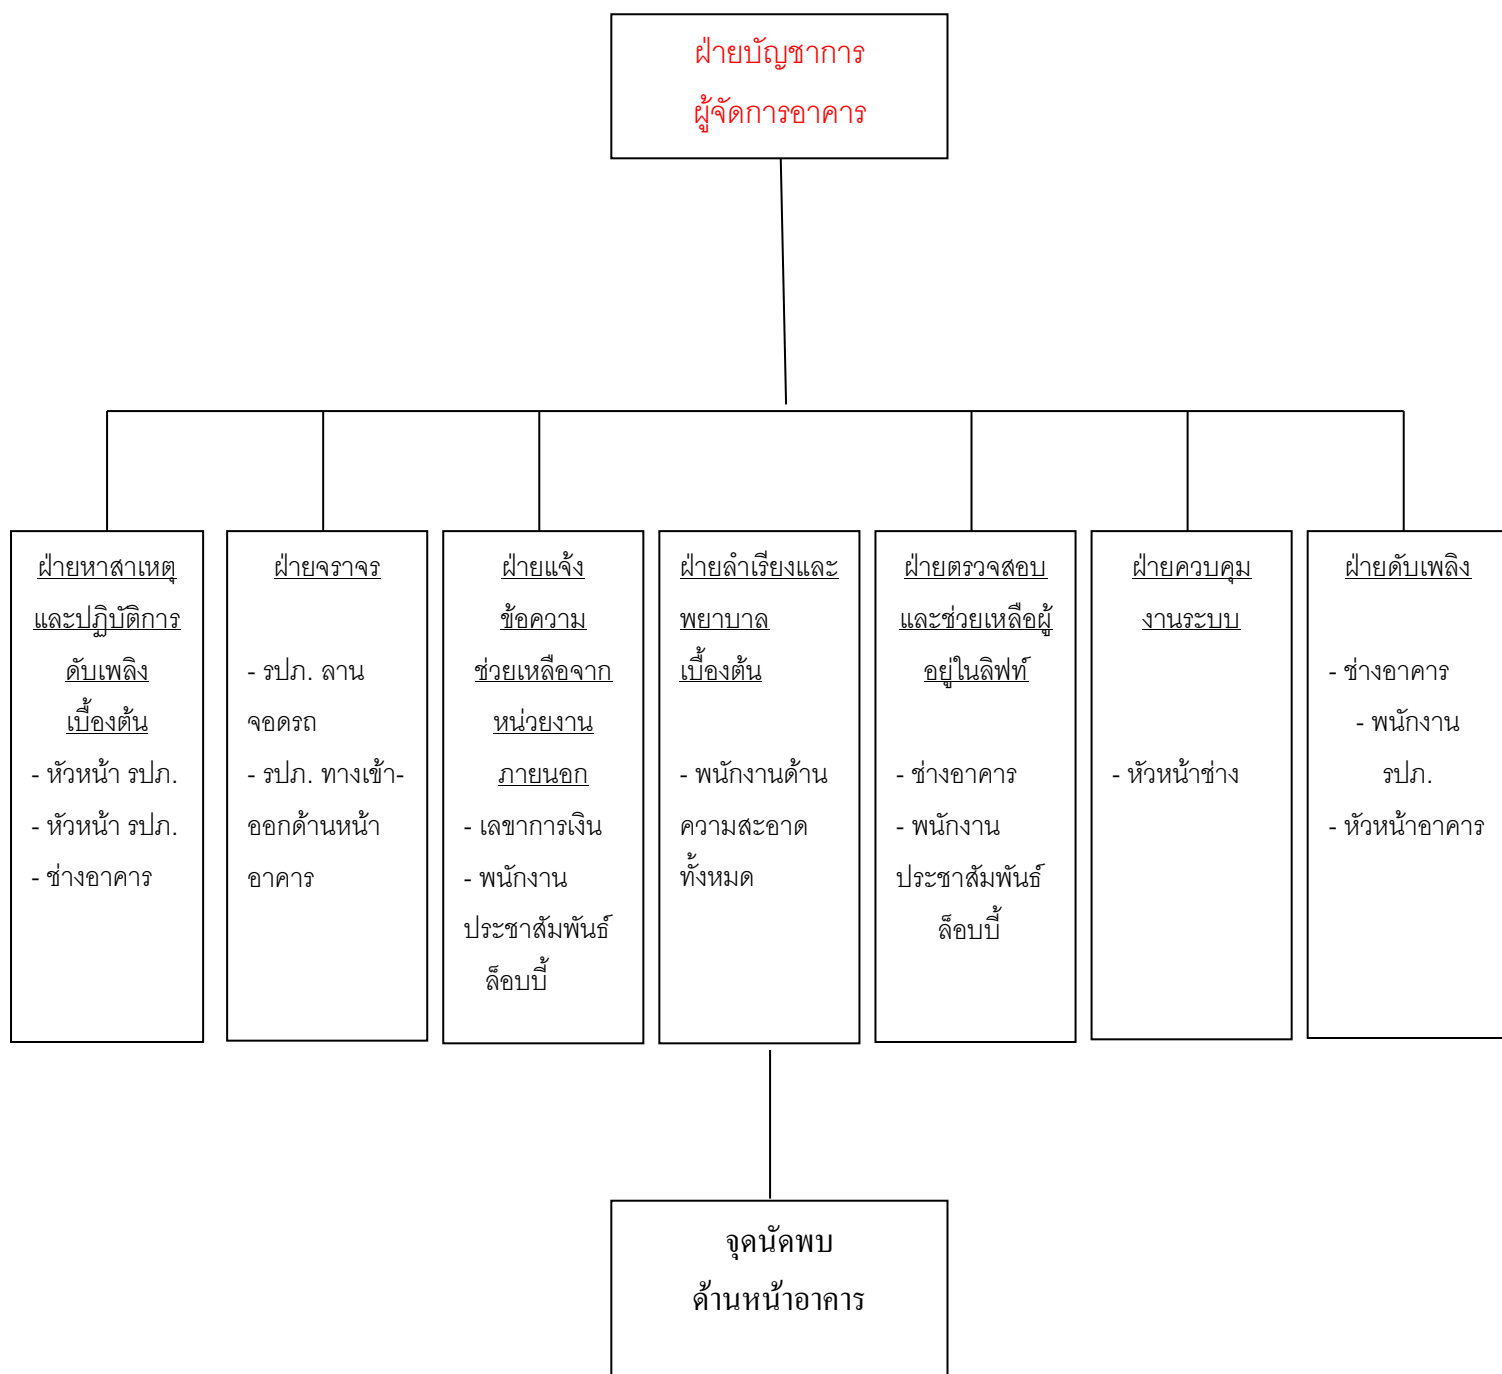 ฝ่ายบัญชาการ
ผู้จัดการอาคาร
ฝ่ายหาสาเหตุ
และปฏิบัติการ
ดับเพลิง
เบื้องต้น
- หัวหน้า รปภ.
- หัวหน้า รปภ.
- ช่างอาคาร
ฝ่ายจราจร
- รปภ. ลาน
จอดรถ
- รปภ. ทางเข้า-
ออกด้านหน้า
อาคาร
ฝ่ายแจ้ง
ข้อความ
ช่วยเหลือจาก
หน่วยงาน
ภายนอก
- เลขาการเงิน
- พนักงาน
ประชาสัมพันธ์
ล็อบบี้
ฝ่ายลำเรียงและ
พยาบาล
เบื้องต้น
- พนักงานด้าน
ความสะอาด
ทั้งหมด
ฝ่ายตรวจสอบ
และช่วยเหลือผู้
อยู่ในลิฟท์
- ช่างอาคาร
- พนักงาน
ประชาสัมพันธ์
ล็อบบี้
ฝ่ายควบคุม
งานระบบ
- หัวหน้าช่าง
ฝ่ายดับเพลิง
- ช่างอาคาร
- พนักงาน
รปภ.
- หัวหน้าอาคาร
จุดนัดพบ
ด้านหน้าอาคาร